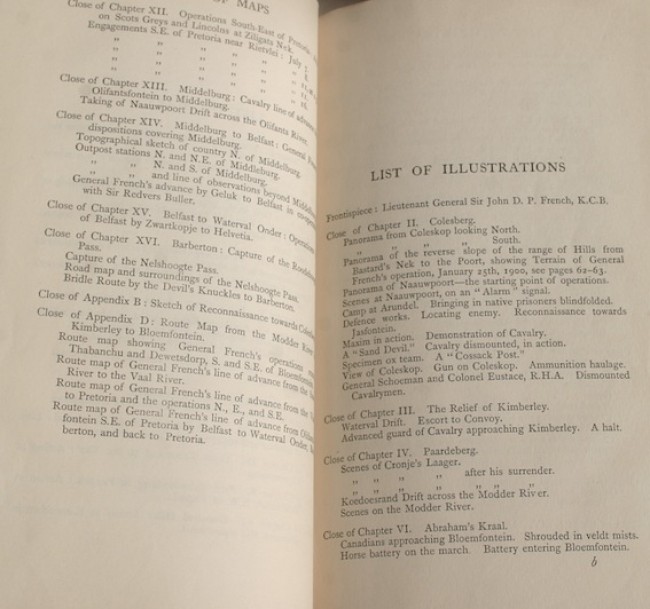 OF MAPS
Close of Chapter XII. Operations South-East of Pretoria
on Scots Greys and Lincolns at Ziligats Nek.
Engagements S.E. of Pretoria near Rietvlei: July
" " " " " "
" " " " " "
" " " " " "
" " " " " "
Close of Chapter XIII. Middelburg: Cavalry line of advance
Olifantsfontein to Middelburg.
Taking of Naauwpoort Drift across the Olifants River.
Close of Chapter XIV. Middelburg to Belfast: General
dispositions covering Middelburg.
Topographical sketch of country N. of Middelburg.
Outpost stations N. and N.E. of Middelburg.
" " N. and S. of Middelburg.
" " and line of observations beyond
General French's advance by Geluk to Belfast in
with Sir Redvers Buller.
Close of Chapter XV. Belfast to Waterval Onder:
of Belfast by Zwartkopje to Helvetia.
Close of Chapter XVI. Barberton: Capture of the
Pass.
Capture of the Nelshoogte Pass.
Road map and surroundings of the Nelshoogte Pass.
Bridle Route by the Devil's Knuckles to Barberton.
Close of Appendix B: Sketch of Reconnaissance towards
Close of Appendix D: Route Map from the Modder
Kimberley to Bloemfontein.
Route map showing General French's operations
Thabanchu and Dewetsdorp, S. and S.E. of
Route map of General French's line of advance from the
River to the Vaal River.
Route map of General French's line of advance from the
to Pretoria and the operations N., E., and S.E.
Route map of General French's line of advance from
fontein S.E. of Pretoria by Belfast to Waterval Onder,
berton, and back to Pretoria.
LIST OF ILLUSTRATIONS
Frontispiece: Lieutenant General Sir John D. P. French, K.C.B.
Close of Chapter II. Colesberg.
Panorama from Coleskop looking North.
" " " " South.
Panorama of the reverse slope of the range of Hills from
Bastard's Nek to the Poort, showing Terrain of General
French's operation, January 25th, 1900, see pages 62-63.
Panorama of Naauwpoort—the starting point of operations.
Scenes at Naauwpoort, on an "Alarm" signal.
Camp at Arundel. Bringing in native prisoners blindfolded.
Defence works. Locating enemy. Reconnaissance towards
Jasfontein.
Maxim in action. Demonstration of Cavalry.
A "Sand Devil." Cavalry dismounted, in action.
Specimen ox team. A "Cossack Post."
View of Coleskop. Gun on Coleskop. Ammunition haulage.
General Schoeman and Colonel Eustace, R.H.A. Dismounted
Cavalrymen.
Close of Chapter III. The Relief of Kimberley.
Waterval Drift. Escort to Convoy.
Advanced guard of Cavalry approaching Kimberley. A halt.
Close of Chapter IV. Paardeberg.
Scenes of Cronje's Laager.
" " " " after his surrender.
" " " " " " "
Koedoesrand Drift across the Modder River.
Scenes on the Modder River.
Close of Chapter VI. Abraham's Kraal.
Canadians approaching Bloemfontein. Shrouded in veldt mists.
Horse battery on the march. Battery entering Bloemfontein.
b